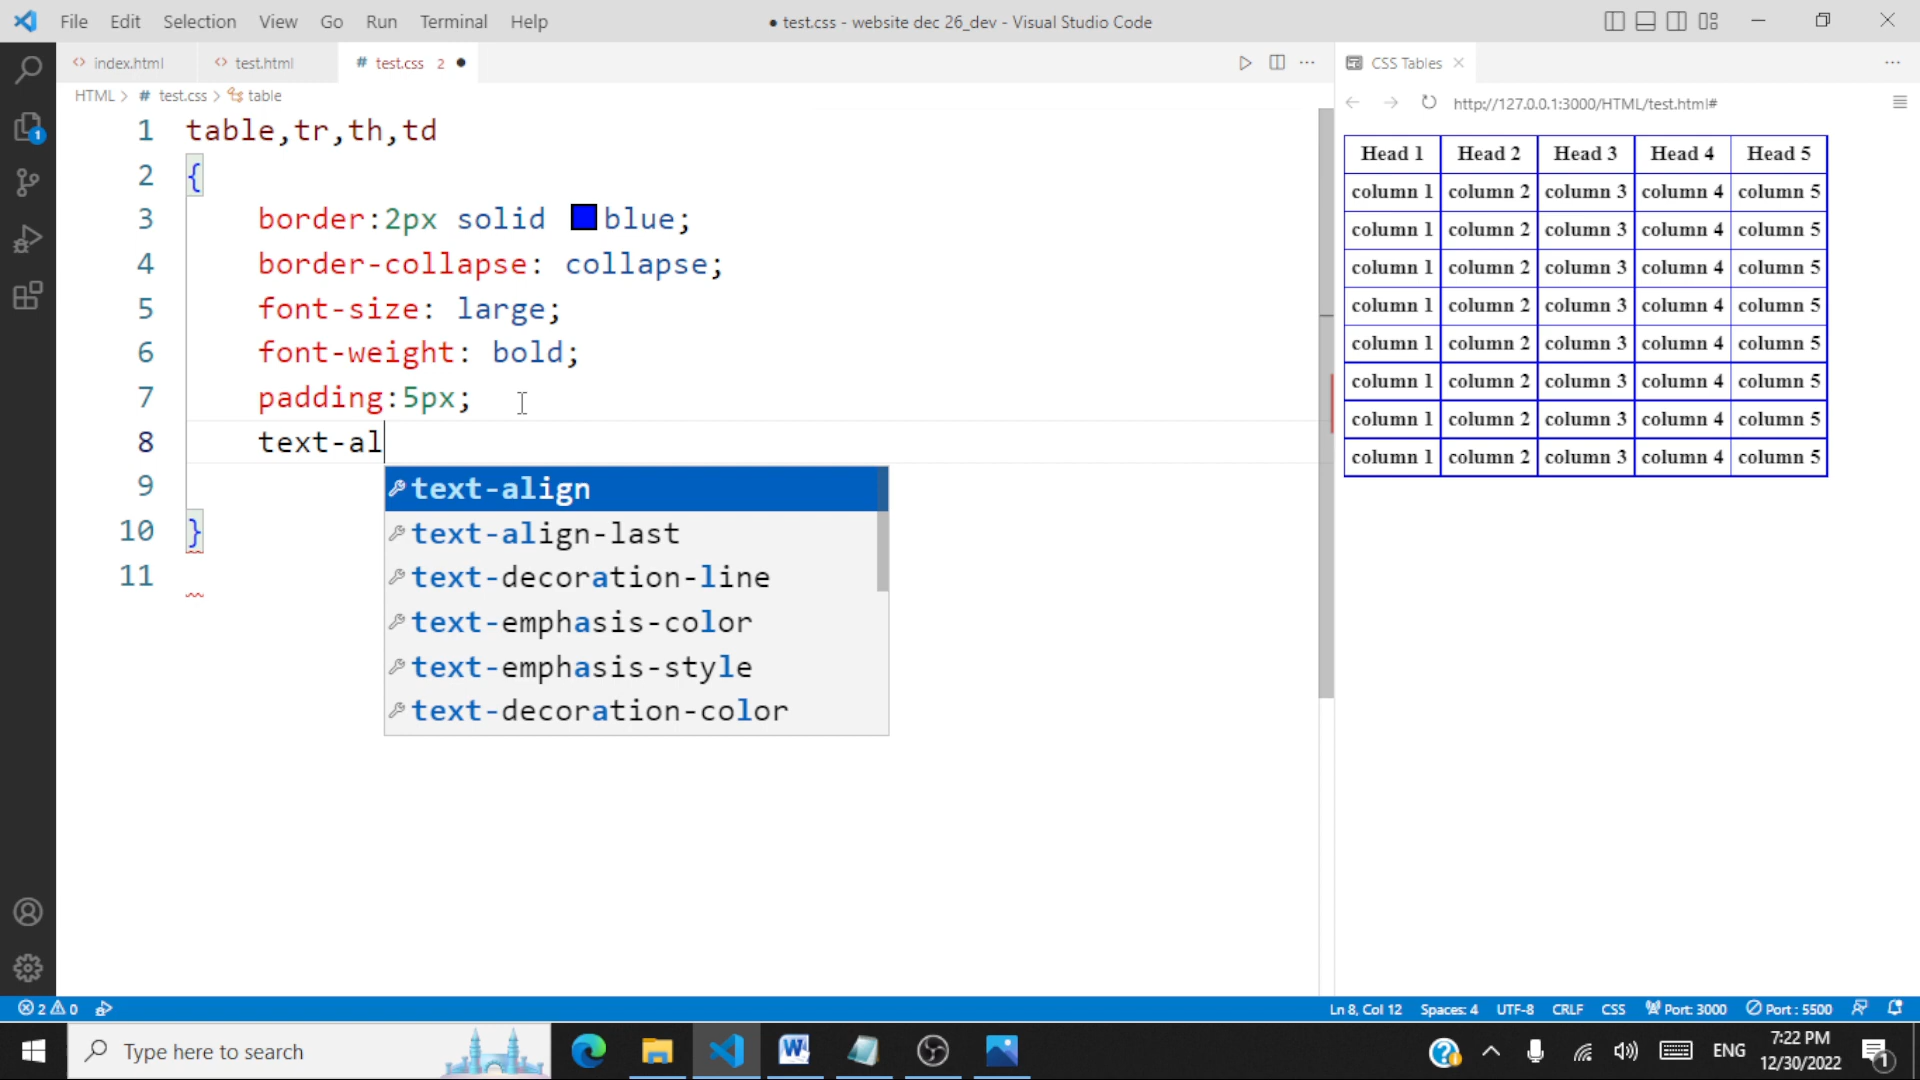 File Edit Selection View Go Run Terminal Help
● test.css - website dec 26_dev - Visual Studio Code
index.html
test.html
# test.css 2 ●
CSS Tables
HTML > # test.css > table
http://127.0.0.1:3000/HTML/test.html#
1 table,tr,th,td
2 {
3 border:2px solid blue;
4 border-collapse: collapse;
5 font-size: large;
6 font-weight: bold;
7 padding:5px;
8 text-al
9
10 }
11
text-align
text-align-last
text-decoration-line
text-emphasis-color
text-emphasis-style
text-decoration-color
Head 1 Head 2 Head 3 Head 4 Head 5
column 1 column 2 column 3 column 4 column 5
column 1 column 2 column 3 column 4 column 5
column 1 column 2 column 3 column 4 column 5
column 1 column 2 column 3 column 4 column 5
column 1 column 2 column 3 column 4 column 5
column 1 column 2 column 3 column 4 column 5
column 1 column 2 column 3 column 4 column 5
column 1 column 2 column 3 column 4 column 5
1
2 0
Ln 8, Col 12 Spaces: 4 UTF-8 CRLF CSS Port: 3000 Port : 5500
Type here to search
ENG
7:22 PM
12/30/2022
1